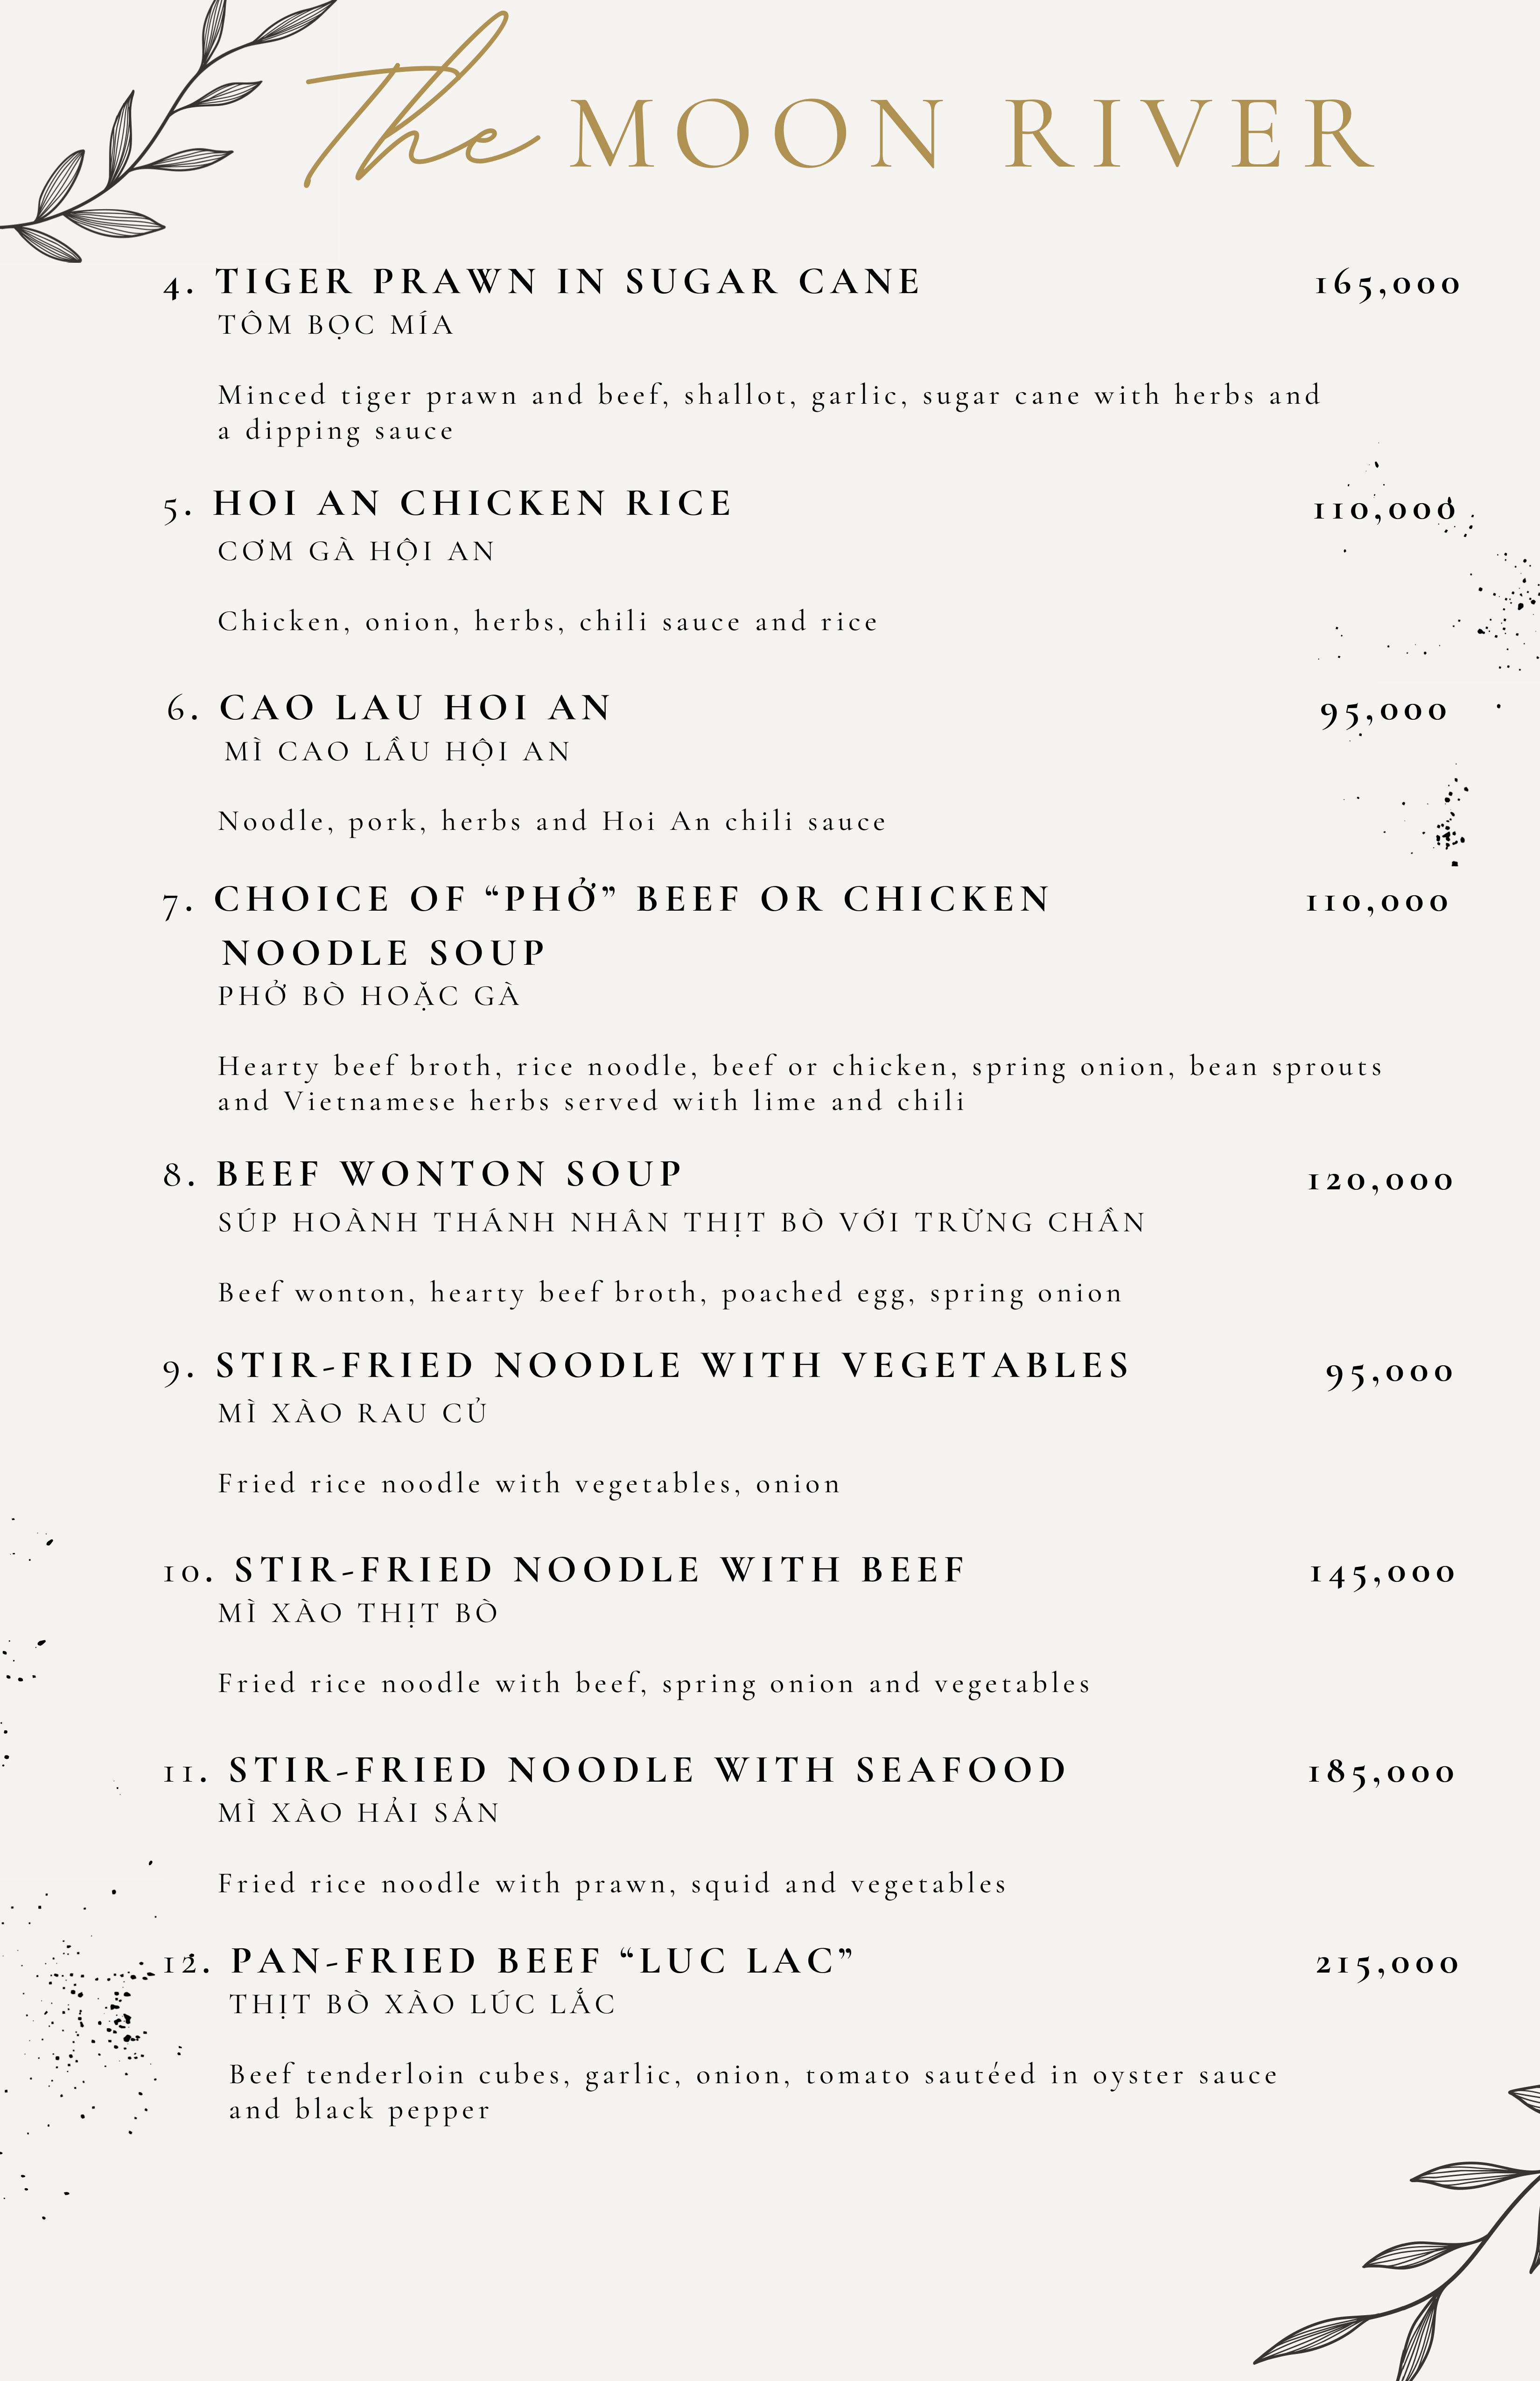 The MOON RIVER
4. TIGER PRAWN IN SUGAR CANE 165,000
TÔM BỌC MÍA
Minced tiger prawn and beef, shallot, garlic, sugar cane with herbs and
a dipping sauce
5. HOI AN CHICKEN RICE 110,000
CƠM GÀ HỘI AN
Chicken, onion, herbs, chili sauce and rice
6. CAO LAU HOI AN 95,000
MÌ CAO LẦU HỘI AN
Noodle, pork, herbs and Hoi An chili sauce
7. CHOICE OF “PHỞ” BEEF OR CHICKEN 110,000
NOODLE SOUP
PHỞ BÒ HOẶC GÀ
Hearty beef broth, rice noodle, beef or chicken, spring onion, bean sprouts
and Vietnamese herbs served with lime and chili
8. BEEF WONTON SOUP 120,000
SÚP HOÀNH THÁNH NHÂN THỊT BÒ VỚI TRỪNG CHẦN
Beef wonton, hearty beef broth, poached egg, spring onion
9. STIR-FRIED NOODLE WITH VEGETABLES 95,000
MÌ XÀO RAU CỦ
Fried rice noodle with vegetables, onion
10. STIR-FRIED NOODLE WITH BEEF 145,000
MÌ XÀO THỊT BÒ
Fried rice noodle with beef, spring onion and vegetables
11. STIR-FRIED NOODLE WITH SEAFOOD 185,000
MÌ XÀO HẢI SẢN
Fried rice noodle with prawn, squid and vegetables
12. PAN-FRIED BEEF “LUC LAC” 215,000
THỊT BÒ XÀO LÚC LẮC
Beef tenderloin cubes, garlic, onion, tomato sautéed in oyster sauce
and black pepper